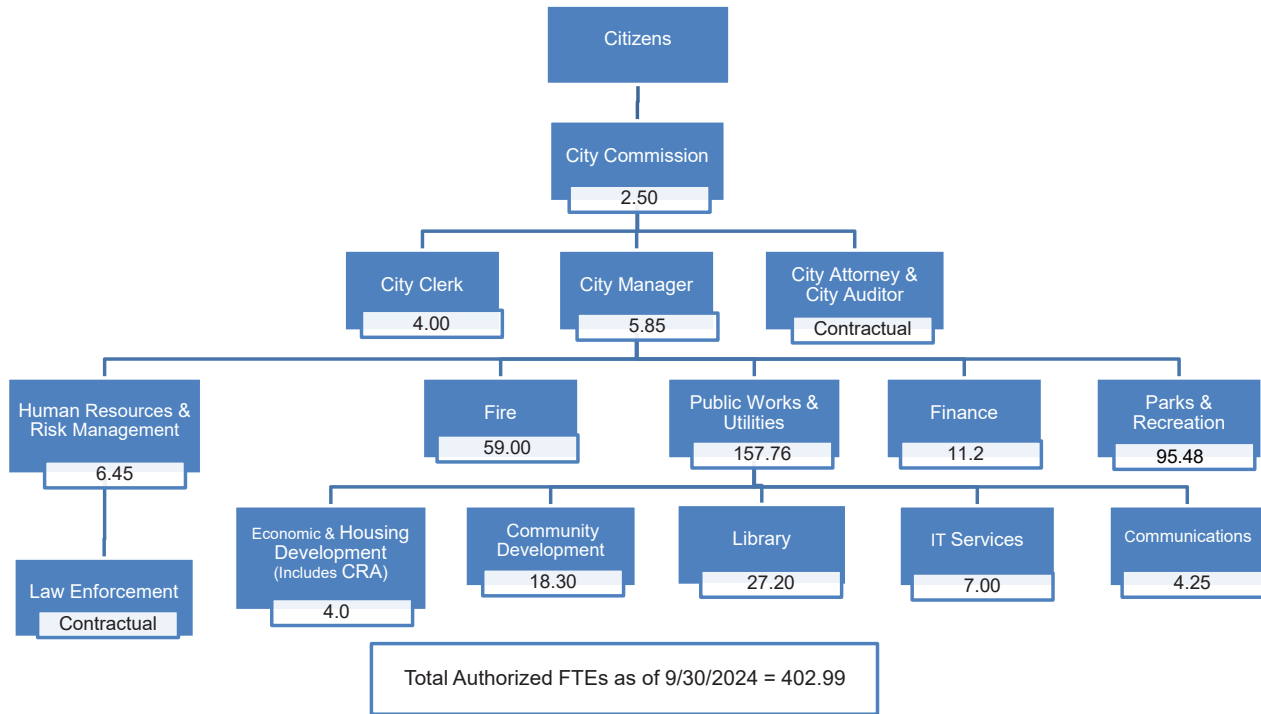 Citizens
City Commission
2.50
City Clerk
4.00
City Manager
5.85
City Attorney &
City Auditor
Contractual
Human Resources &
Risk Management
6.45
Fire
59.00
Public Works &
Utilities
157.76
Finance
11.2
Parks &
Recreation
95.48
Law Enforcement
Contractual
Economic & Housing
Development
(Includes CRA)
4.0
Community
Development
18.30
Library
27.20
IT Services
7.00
Communications
4.25
Total Authorized FTEs as of 9/30/2024 = 402.99